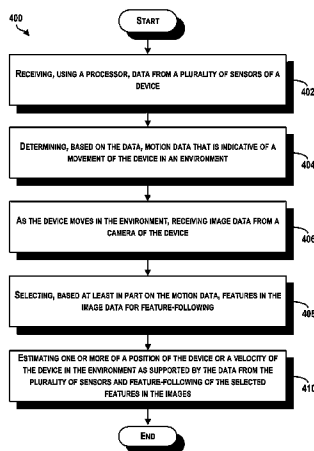 400
START
RECEIVING, USING A PROCESSOR, DATA FROM A PLURALITY OF SENSORS OF A
DEVICE
402
DETERMINING, BASED ON THE DATA, MOTION DATA THAT IS INDICATIVE OF A
MOVEMENT OF THE DEVICE IN AN ENVIRONMENT
404
AS THE DEVICE MOVES IN THE ENVIRONMENT, RECEIVING IMAGE DATA FROM A
CAMERA OF THE DEVICE
406
SELECTING, BASED AT LEAST IN PART ON THE MOTION DATA, FEATURES IN THE
IMAGE DATA FOR FEATURE-FOLLOWING
405
ESTIMATING ONE OR MORE OF A POSITION OF THE DEVICE OR A VELOCITY OF
THE DEVICE IN THE ENVIRONMENT AS SUPPORTED BY THE DATA FROM THE
PLURALITY OF SENSORS AND FEATURE-FOLLOWING OF THE SELECTED
FEATURES IN THE IMAGES
410
END